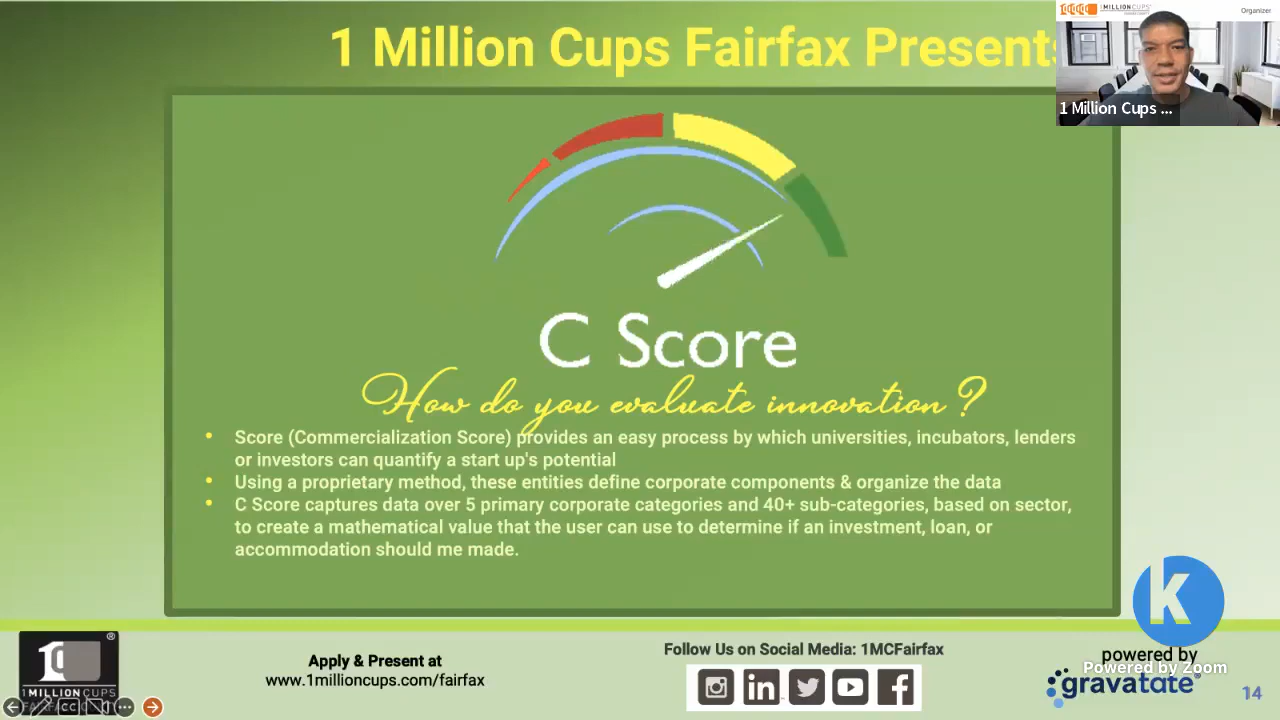 1 Million Cups Fairfax Presents
1MILLIONCUPS
Organizer
1 Million Cups ...
C Score
How do you evaluate innovation?
• Score (Commercialization Score) provides an easy process by which universities, incubators, lenders
or investors can quantify a start up's potential
• Using a proprietary method, these entities define corporate components & organize the data
• C Score captures data over 5 primary corporate categories and 40+ sub-categories, based on sector,
to create a mathematical value that the user can use to determine if an investment, loan, or
accommodation should me made.
K
1MILLIONCUPS
®
Apply & Present at
www.1millioncups.com/fairfax
Follow Us on Social Media: 1MCFairfax
in
YouTube
powered by
Powered by Zoom
gravatate
14
CC